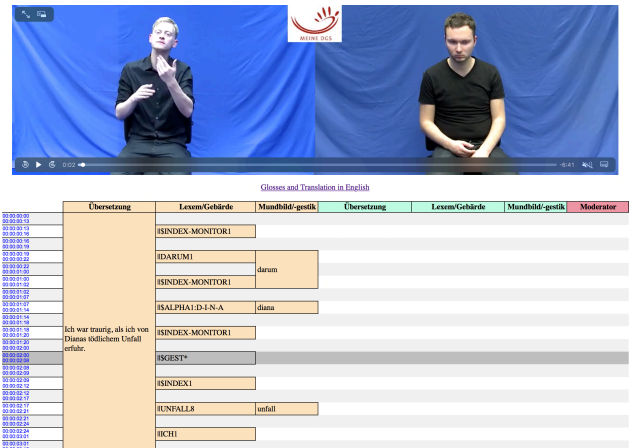 MEINE DGS
0:02
-6:41
Glosses and Translation in English
Übersetzung Lexem/Gebärde Mundbild/-gestik Übersetzung Lexem/Gebärde Mundbild/-gestik Moderator
00:00:00:00
00:00:00:13
00:00:00:13
00:00:00:16
||$INDEX-MONITOR1
00:00:00:16
00:00:00:19
00:00:00:19
00:00:00:22
||DARUM1
darum
00:00:00:22
00:00:01:00
00:00:01:00
00:00:01:02
||$INDEX-MONITOR1
00:00:01:02
00:00:01:07
00:00:01:07
00:00:01:14
||$ALPHA1:D-I-N-A diana
00:00:01:14
00:00:01:18
00:00:01:18
00:00:01:20
Ich war traurig, als ich von
Dianas tödlichem Unfall
erfuhr.
||$INDEX-MONITOR1
00:00:01:20
00:00:02:00
00:00:02:00
00:00:02:08
||$GEST*
00:00:02:08
00:00:02:09
00:00:02:09
00:00:02:12
||$INDEX1
00:00:02:12
00:00:02:17
00:00:02:17
00:00:02:21
||UNFALL8 unfall
00:00:02:21
00:00:02:24
00:00:02:24
00:00:03:01
||ICH1
00:00:03:01